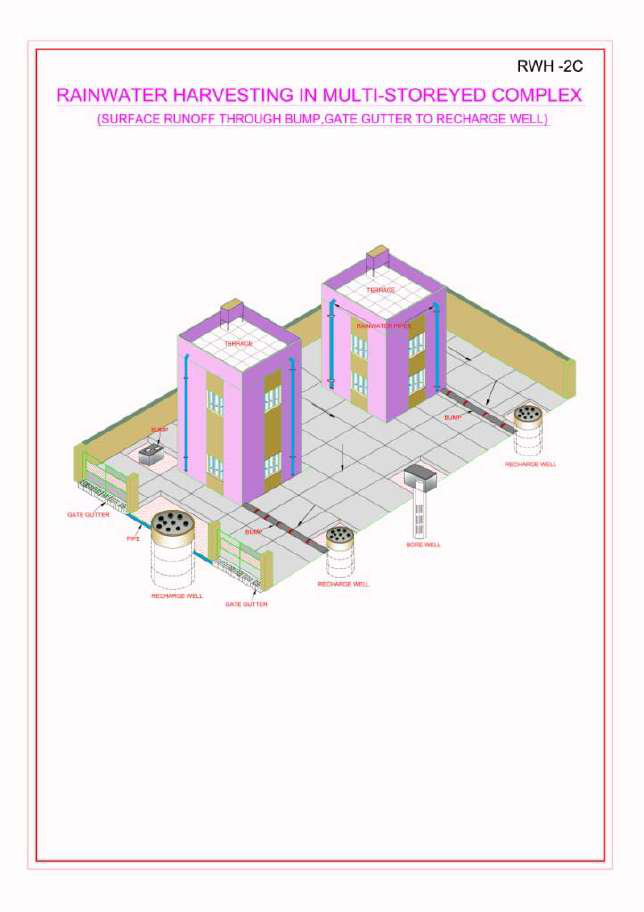 RWH -2C
RAINWATER HARVESTING IN MULTI-STOREYED COMPLEX
(SURFACE RUNOFF THROUGH BUMP,GATE GUTTER TO RECHARGE WELL)
TERRACE
RAINWATER PIPES
TERRACE
BUMP
BUMP
RECHARGE WELL
GATE GUTTER
PIPE
BUMP
BORE WELL
RECHARGE WELL
RECHARGE WELL
GATE GUTTER